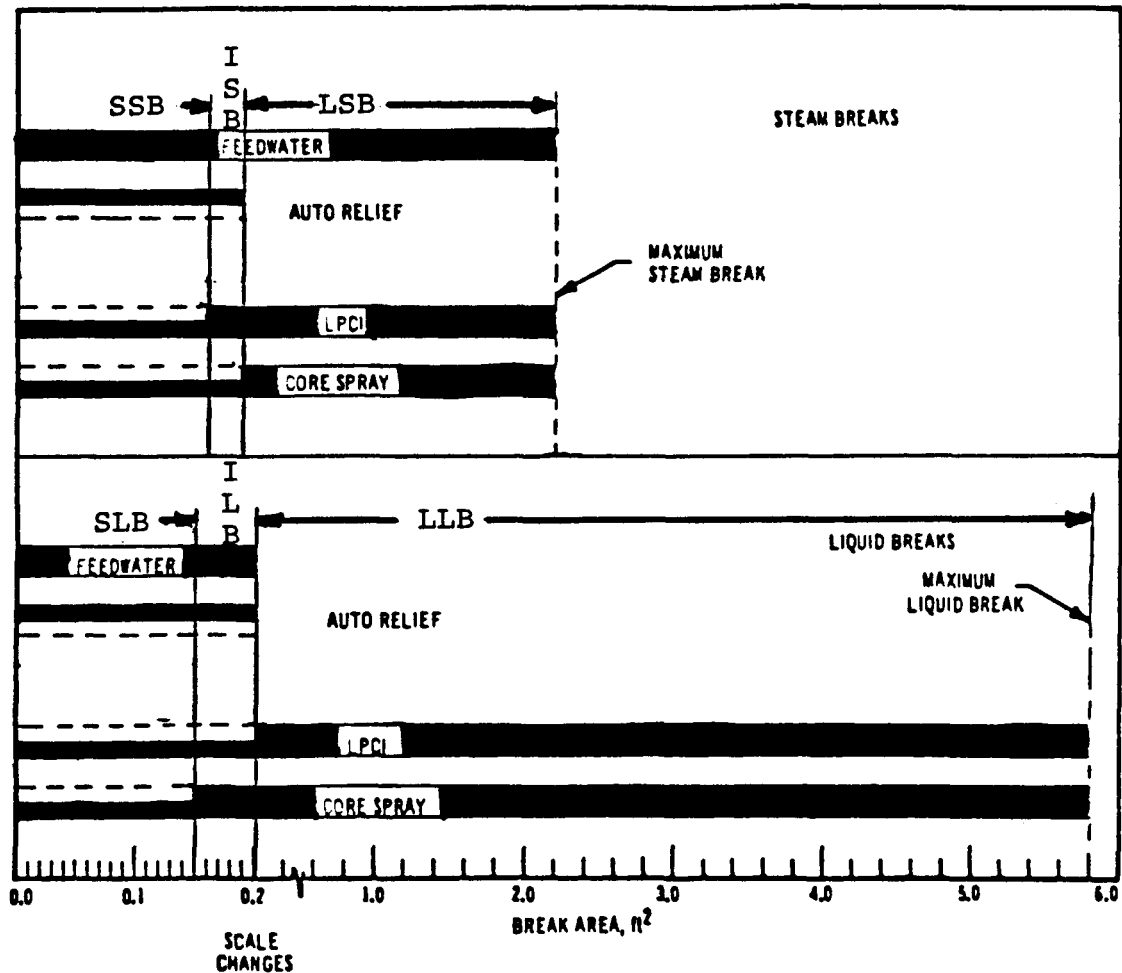 ISB
SSB
LSB
STEAM BREAKS
FEEDWATER
AUTO RELIEF
MAXIMUM
STEAM BREAK
LPCI
CORE SPRAY
ILB
SLB
LLB
LIQUID BREAKS
FEEDWATER
MAXIMUM
LIQUID BREAK
AUTO RELIEF
LPCI
CORE SPRAY
0.0 0.1 0.2 1.0 2.0 3.0 4.0 5.0 6.0
BREAK AREA, ft²
SCALE
CHANGES